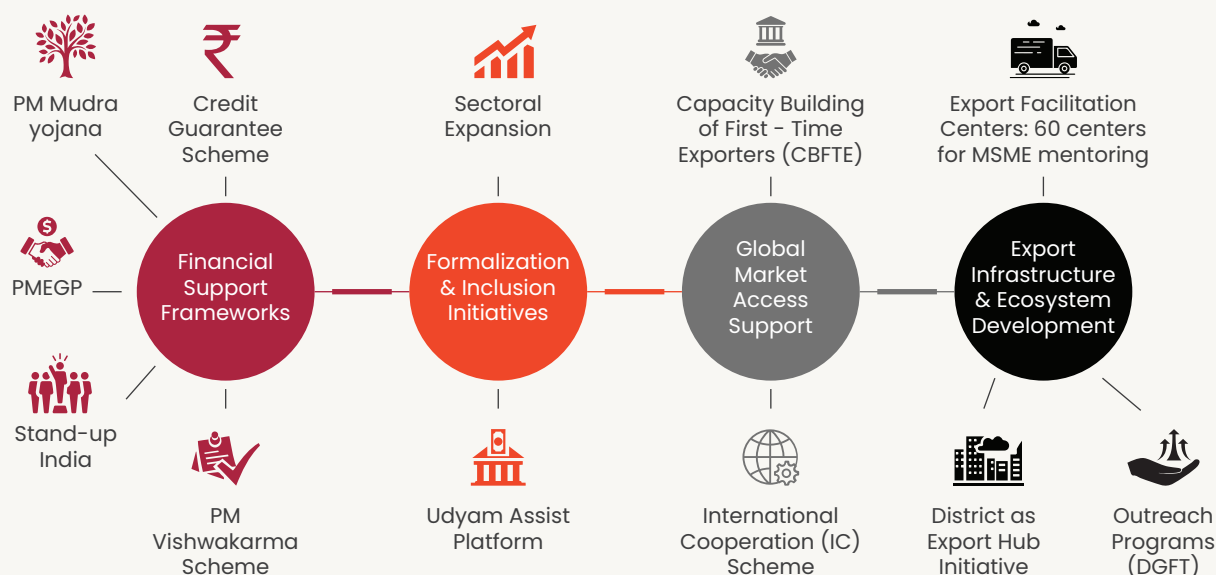 PM Mudra
yojana
Credit
Guarantee
Scheme
Sectoral
Expansion
Capacity Building
of First - Time
Exporters (CBFTE)
Export Facilitation
Centers: 60 centers
for MSME mentoring
PMEGP
Financial
Support
Frameworks
Formalization
& Inclusion
Initiatives
Global
Market
Access
Support
Export
Infrastructure
& Ecosystem
Development
Stand-up
India
PM
Vishwakarma
Scheme
Udyam Assist
Platform
International
Cooperation (IC)
Scheme
District as
Export Hub
Initiative
Outreach
Programs
(DGFT)